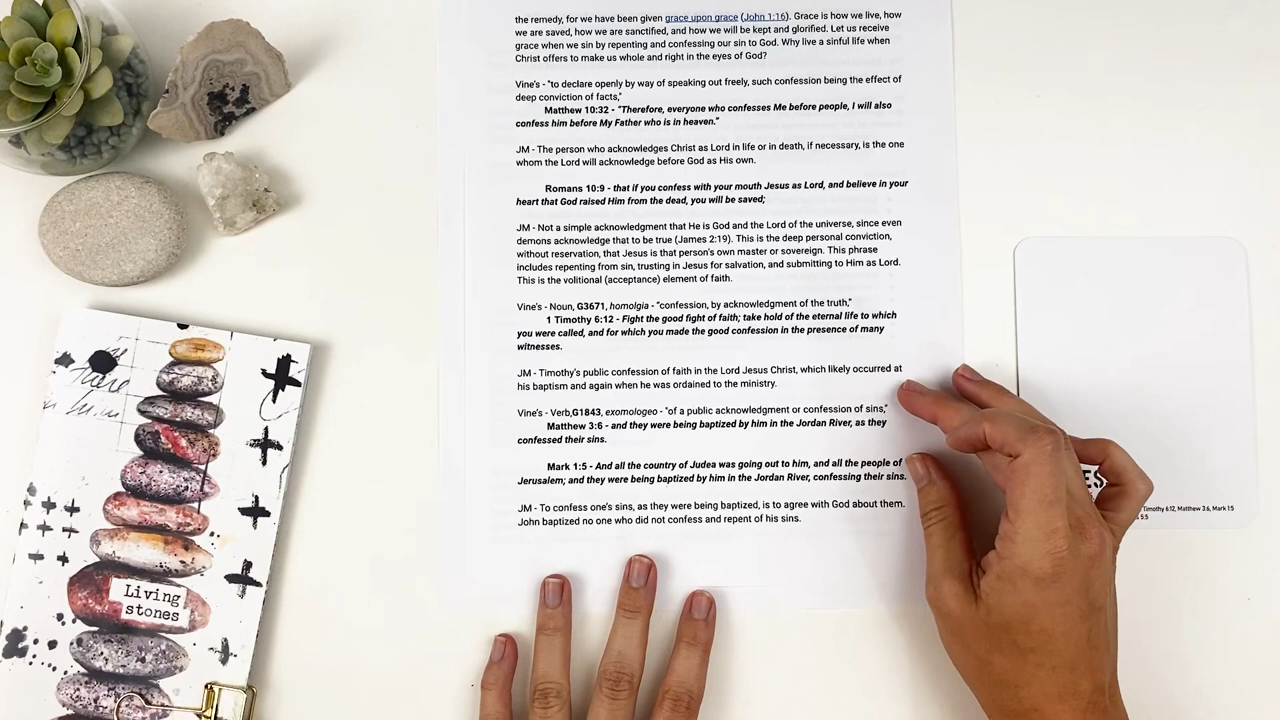 the remedy, for we have been given grace upon grace (John 1:16). Grace is how we live, how
we are saved, how we are sanctified, and how we will be kept and glorified. Let us receive
grace when we sin by repenting and confessing our sin to God. Why live a sinful life when
Christ offers to make us whole and right in the eyes of God?
Vine's - "to declare openly by way of speaking out freely, such confession being the effect of
deep conviction of facts,"
Matthew 10:32 - "Therefore, everyone who confesses Me before people, I will also
confess him before My Father who is in heaven."
JM - The person who acknowledges Christ as Lord in life or in death, if necessary, is the one
whom the Lord will acknowledge before God as His own.
Romans 10:9 - that if you confess with your mouth Jesus as Lord, and believe in your
heart that God raised Him from the dead, you will be saved;
JM - Not a simple acknowledgment that He is God and the Lord of the universe, since even
demons acknowledge that to be true (James 2:19). This is the deep personal conviction,
without reservation, that Jesus is that person's own master or sovereign. This phrase
includes repenting from sin, trusting in Jesus for salvation, and submitting to Him as Lord.
This is the volitional (acceptance) element of faith.
Vine's - Noun, G3671, homolgia - "confession, by acknowledgment of the truth,"
1 Timothy 6:12 - Fight the good fight of faith; take hold of the eternal life to which
you were called, and for which you made the good confession in the presence of many
witnesses.
JM - Timothy's public confession of faith in the Lord Jesus Christ, which likely occurred at
his baptism and again when he was ordained to the ministry.
Vine's - Verb,G1843, exomologeo - "of a public acknowledgment or confession of sins,"
Matthew 3:6 - and they were being baptized by him in the Jordan River, as they
confessed their sins.
Mark 1:5 - And all the country of Judea was going out to him, and all the people of
Jerusalem; and they were being baptized by him in the Jordan River, confessing their sins.
JM - To confess one's sins, as they were being baptized, is to agree with God about them.
John baptized no one who did not confess and repent of his sins.
Living
stones
ES
Timothy 6:12, Matthew 3:6, Mark 1:5
s 5:5